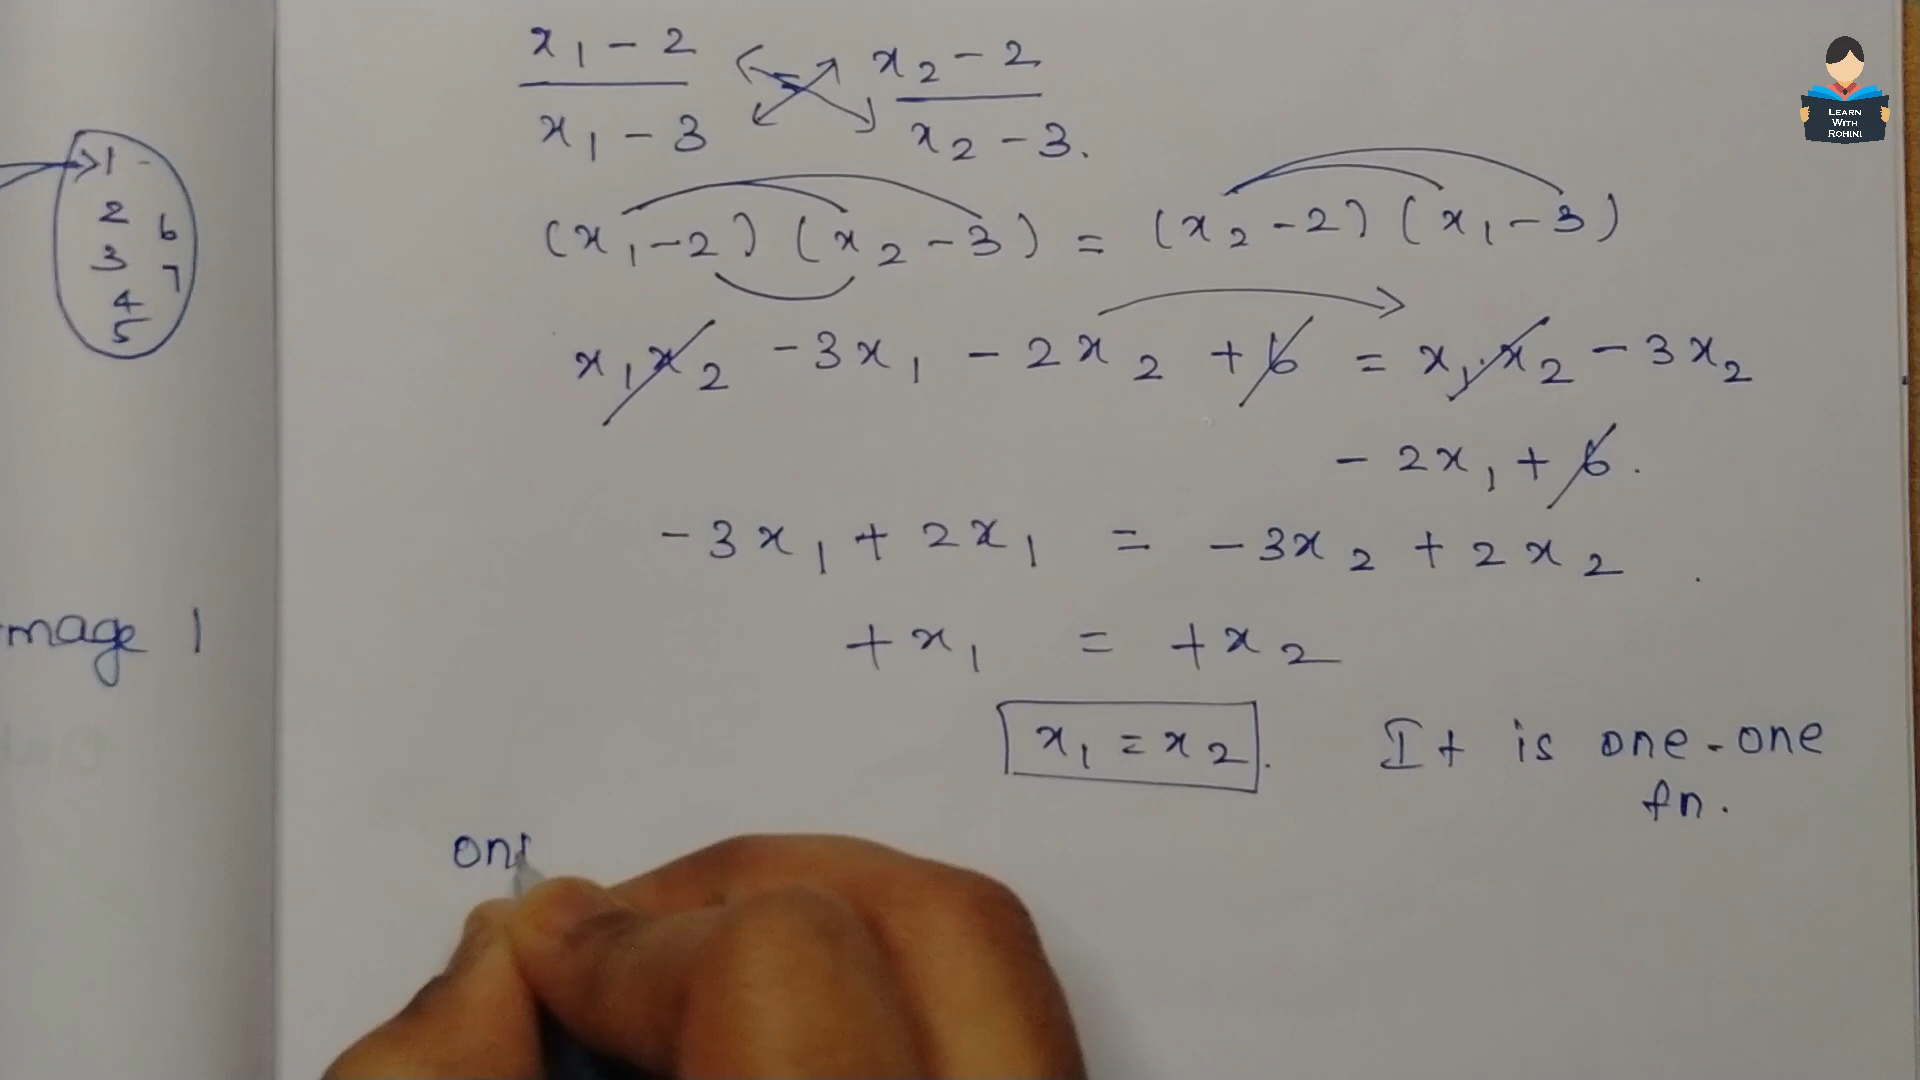 x₁ - 2 = x₂ - 2
x₁ - 3 x₂ - 3.
(x₁ - 2) (x₂ - 3) = (x₂ - 2) (x₁ - 3)
x₁x₂ - 3x₁ - 2x₂ + 6 = x₁.x₂ - 3x₂
- 2x₁ + 6.
- 3x₁ + 2x₁ = - 3x₂ + 2x₂
+ x₁ = + x₂
x₁ = x₂. It is one-one
fn.
1
2 6
3 7
4
5
mage 1
LEARN
WITH
ROHINI